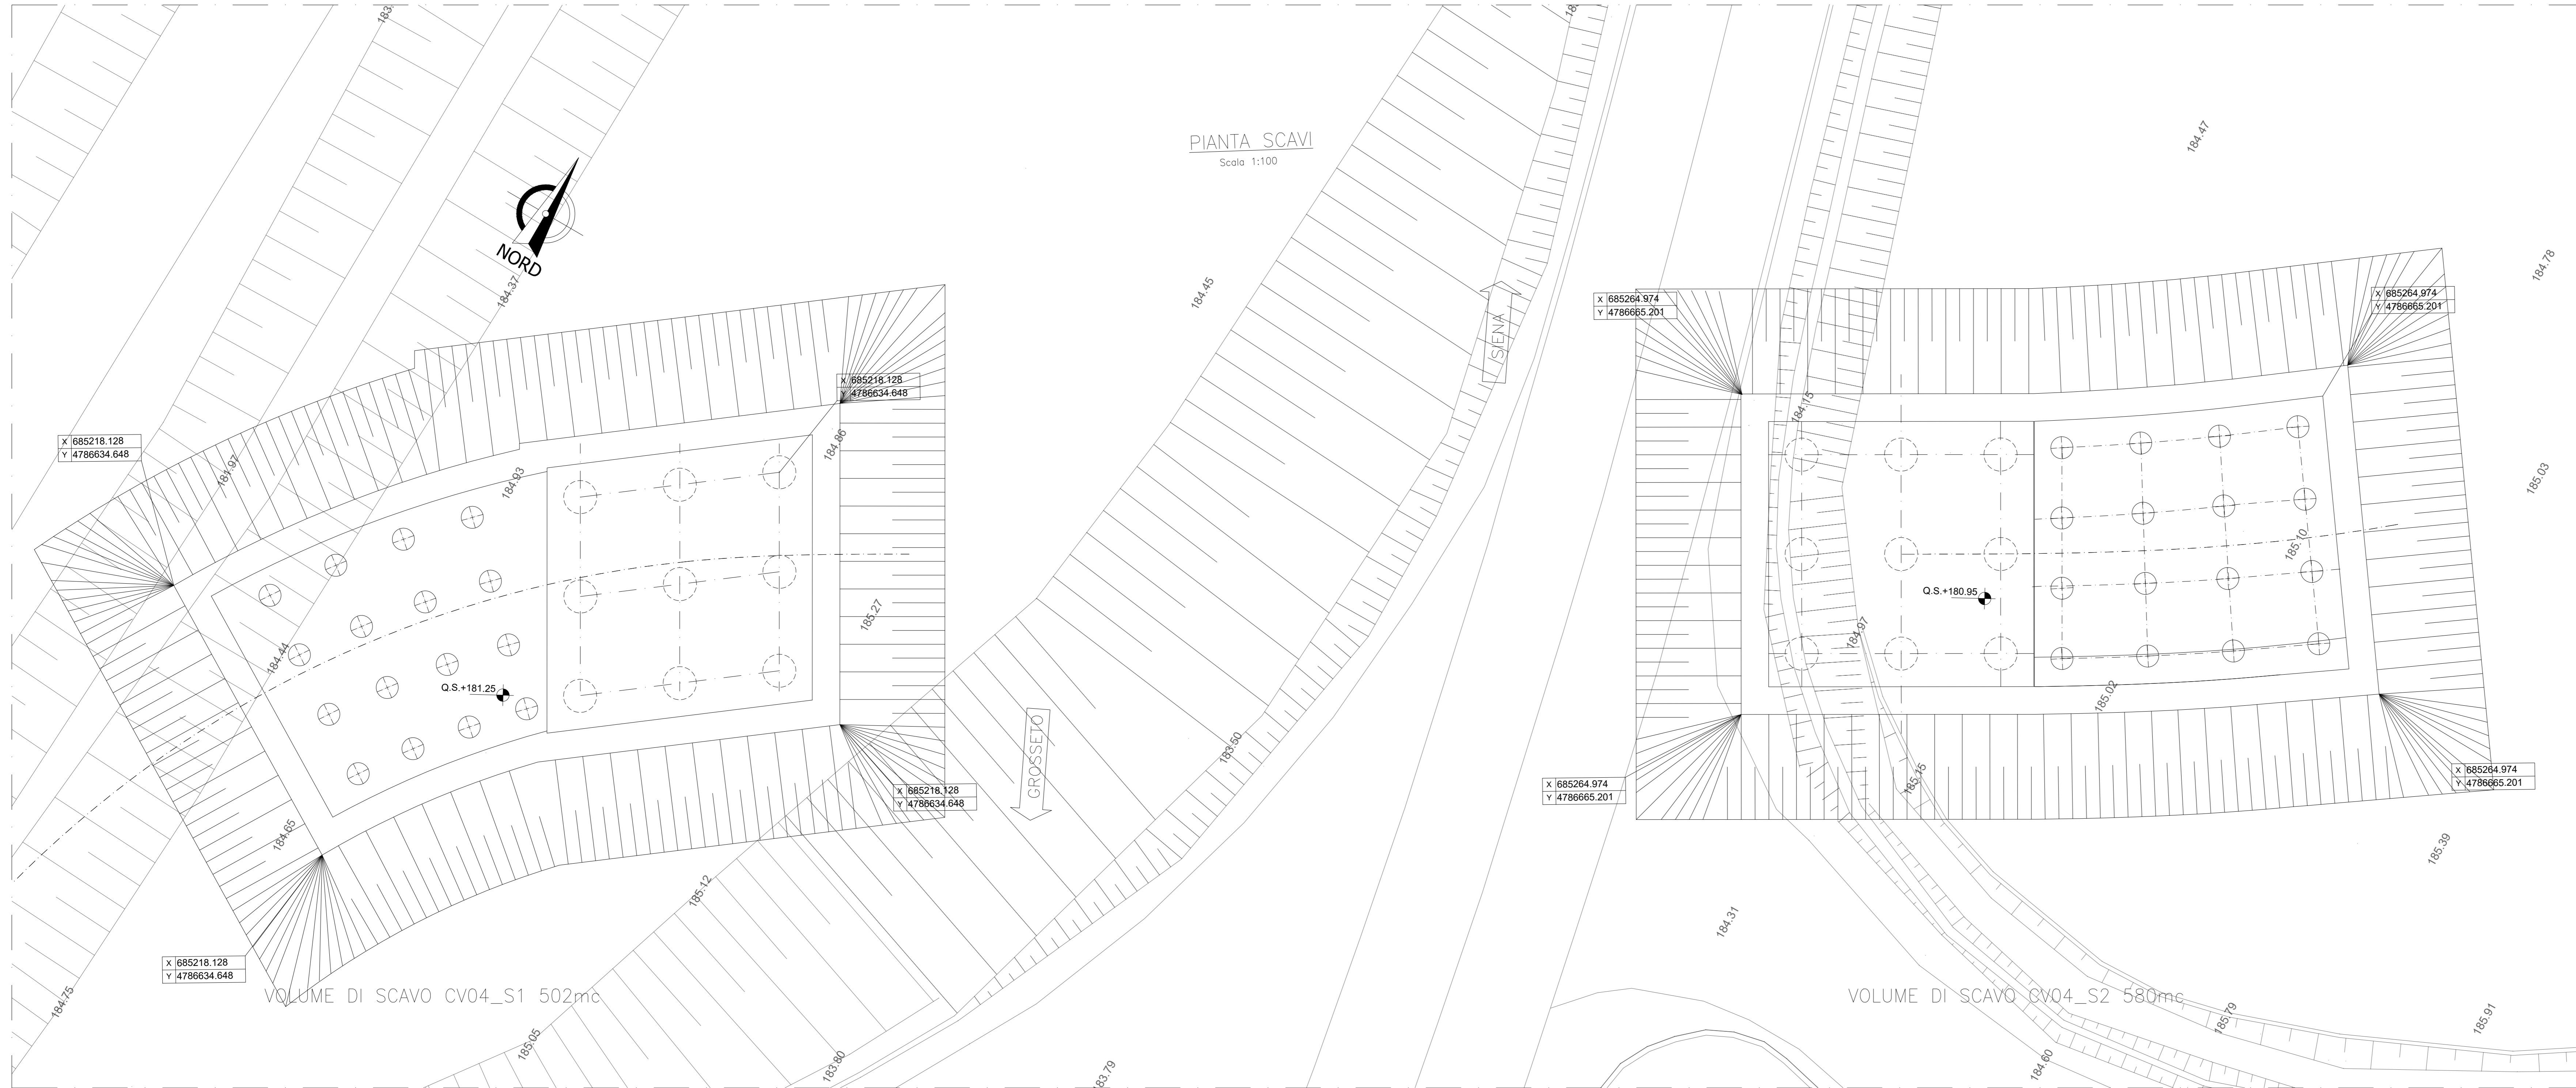 PIANTA SCAVI
Scala 1:100
NORD
184.37
184.45
184.47
184.78
SIENA
X 685264.974
Y 4786665.201
X 685264.974
Y 4786665.201
X 685218.128
Y 4786634.648
X 685218.128
Y 4786634.648
184.15
184.86
181.97
184.93
185.03
185.10
Q.S.+180.95
185.27
184.97
184.44
Q.S.+181.25
185.02
GROSSETO
183.50
X 685264.974
Y 4786665.201
X 685264.974
Y 4786665.201
185.15
X 685218.128
Y 4786634.648
184.65
185.39
185.12
184.31
X 685218.128
Y 4786634.648
VOLUME DI SCAVO CV04_S1 502mc
VOLUME DI SCAVO CV04_S2 580mc
184.75
185.79
185.91
185.05
183.80
184.60
183.79